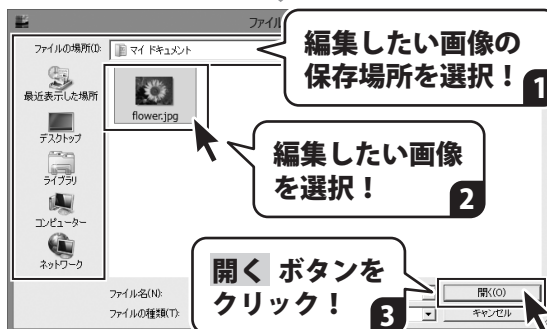 ファイル
ファイルの場所(I):
マイ ドキュメント
編集したい画像の
保存場所を選択！
1
最近表示した場所
デスクトップ
ライブラリ
コンピューター
ネットワーク
flower.jpg
編集したい画像
を選択！
2
開く ボタンを
クリック！
3
ファイル名(N):
ファイルの種類(T):
開く(O)
キャンセル